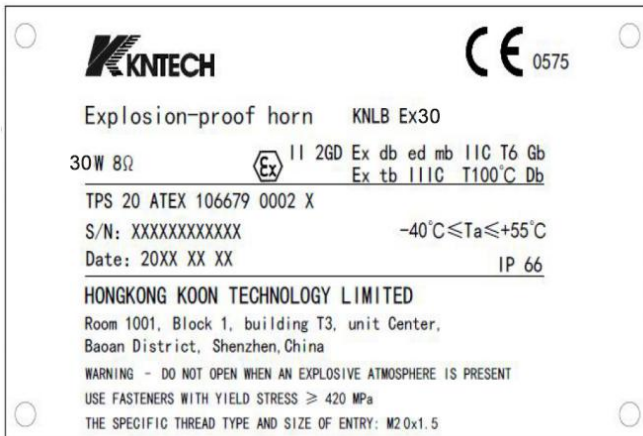 KNTECH
CE 0575
Explosion-proof horn KNLB Ex30
30W 8Ω Ex II 2GD Ex db ed mb IIC T6 Gb
Ex tb IIIC T100℃ Db
TPS 20 ATEX 106679 0002 X
S/N: XXXXXXXXXXXX -40℃≤Ta≤+55℃
Date: 20XX XX XX IP 66
HONGKONG KOON TECHNOLOGY LIMITED
Room 1001, Block 1, building T3, unit Center,
Baoan District, Shenzhen,China
WARNING - DO NOT OPEN WHEN AN EXPLOSIVE ATMOSPHERE IS PRESENT
USE FASTENERS WITH YIELD STRESS ≥ 420 MPa
THE SPECIFIC THREAD TYPE AND SIZE OF ENTRY: M20x1.5